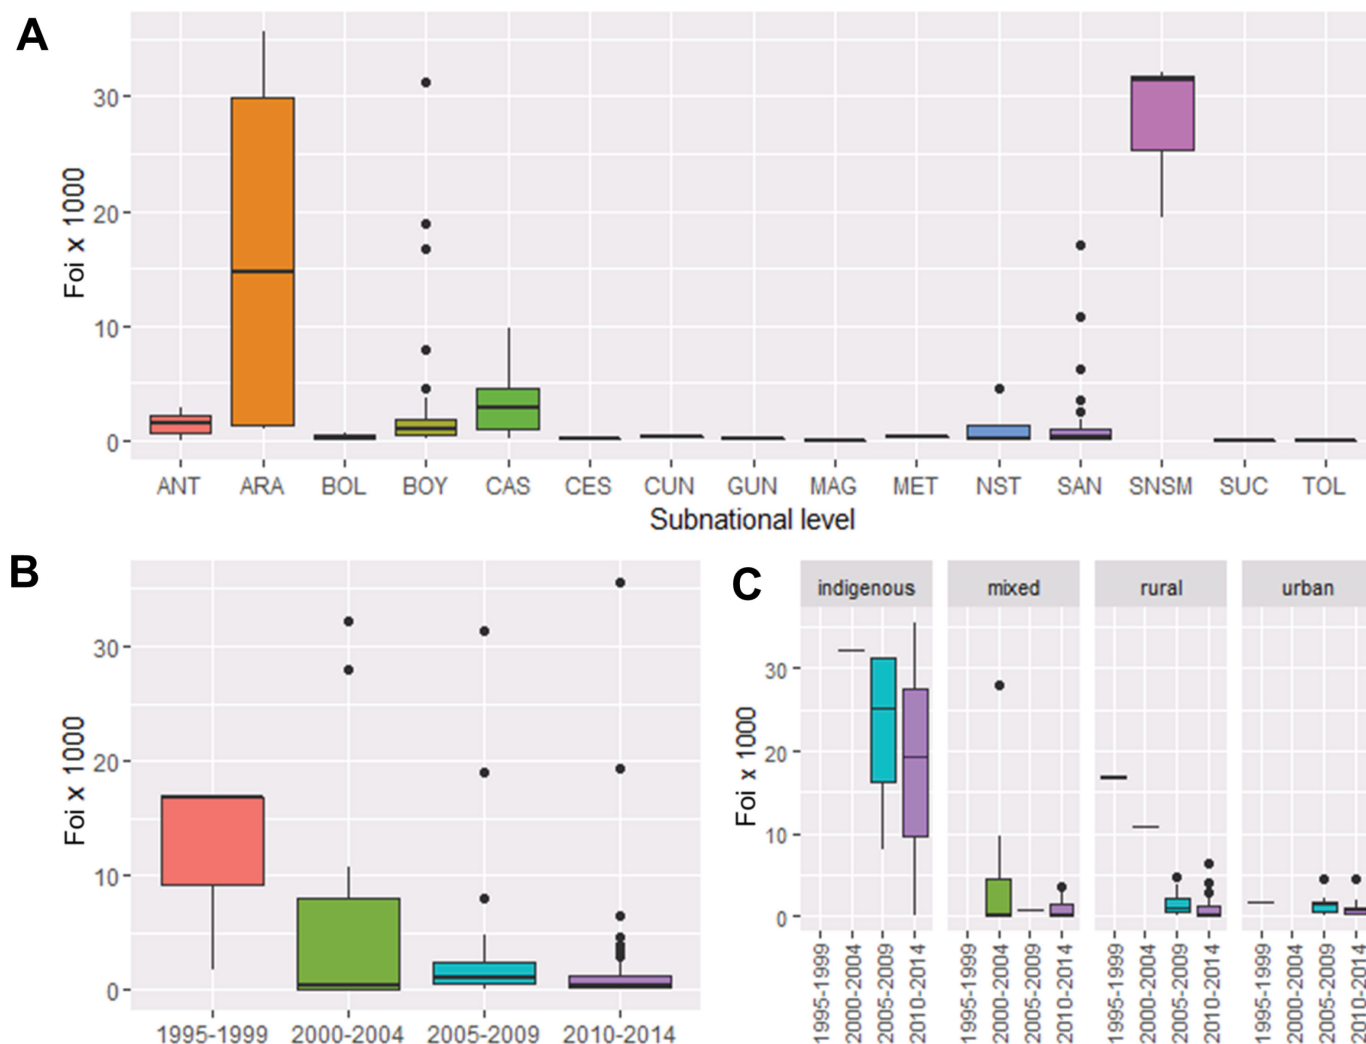 A
Foi x 1000
30
20
10
0
ANT ARA BOL BOY CAS CES CUN GUN MAG MET NST SAN SNSM SUC TOL
Subnational level
B
Foi x 1000
30
20
10
0
1995-1999 2000-2004 2005-2009 2010-2014
C
indigenous mixed rural urban
Foi x 1000
30
20
10
0
1995-1999 2000-2004 2005-2009 2010-2014 1995-1999 2000-2004 2005-2009 2010-2014 1995-1999 2000-2004 2005-2009 2010-2014 1995-1999 2000-2004 2005-2009 2010-2014